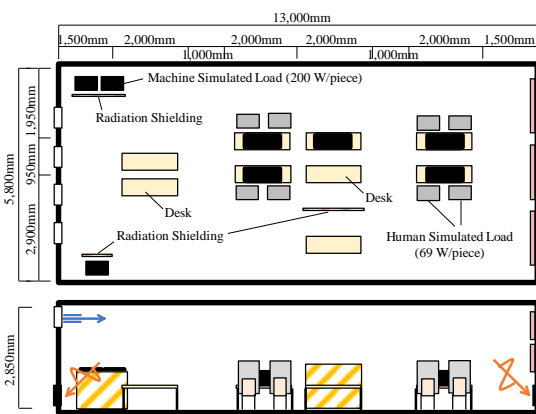 13,000mm
1,500mm
2,000mm
1,000mm
2,000mm
2,000mm
1,000mm
2,000mm
1,500mm
Machine Simulated Load (200 W/piece)
Radiation Shielding
5,800mm
1,950mm
950mm
2,900mm
Desk
Desk
Radiation Shielding
Human Simulated Load
(69 W/piece)
2,850mm